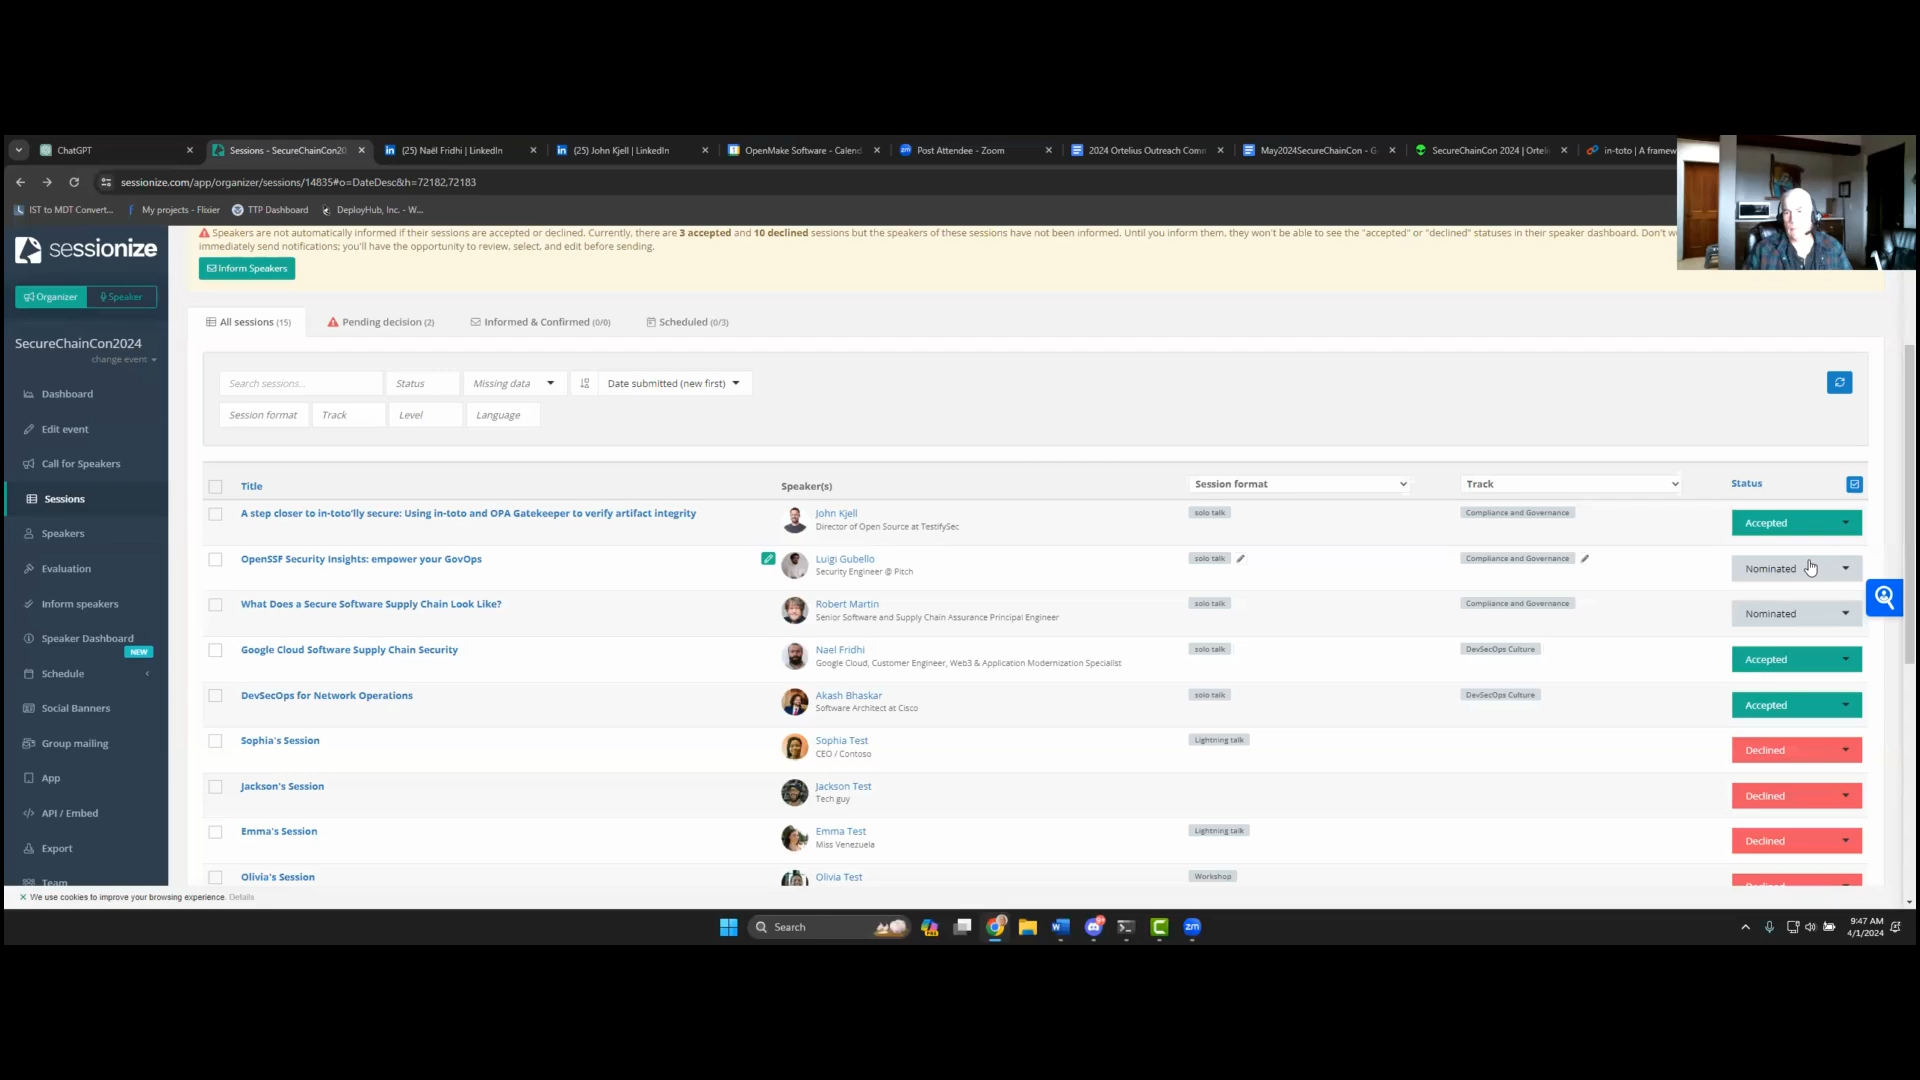 ChatGPT
Sessions - SecureChainCon20
(25) Naël Fridhi | LinkedIn
(25) John Kjell | LinkedIn
OpenMake Software - Calend
Post Attendee - Zoom
2024 Ortelius Outreach Comm
May2024SecureChainCon - G
SecureChainCon 2024 | Orteli
in-toto | A framew
sessionize.com/app/organizer/sessions/14835#o=DateDesc&h=72182,72183
IST to MDT Convert...
My projects - Flixier
TTP Dashboard
DeployHub, Inc. - W...
sessionize
Organizer
Speaker
SecureChainCon2024
change event
Dashboard
Edit event
Call for Speakers
Sessions
Speakers
Evaluation
Inform speakers
Speaker Dashboard
NEW
Schedule
Social Banners
Group mailing
App
API / Embed
Export
Team
Speakers are not automatically informed if their sessions are accepted or declined. Currently, there are 3 accepted and 10 declined sessions but the speakers of these sessions have not been informed. Until you inform them, they won't be able to see the "accepted" or "declined" statuses in their speaker dashboard. Don't w
immediately send notifications; you'll have the opportunity to review, select, and edit before sending.
Inform Speakers
All sessions (15)
Pending decision (2)
Informed & Confirmed (0/0)
Scheduled (0/3)
Search sessions...
Status
Missing data
Date submitted (new first)
Session format
Track
Level
Language
Title
Speaker(s)
Session format
Track
Status
A step closer to in-toto'lly secure: Using in-toto and OPA Gatekeeper to verify artifact integrity
John Kjell
Director of Open Source at TestifySec
solo talk
Compliance and Governance
Accepted
OpenSSF Security Insights: empower your GovOps
Luigi Gubello
Security Engineer @ Pitch
solo talk
Compliance and Governance
Nominated
What Does a Secure Software Supply Chain Look Like?
Robert Martin
Senior Software and Supply Chain Assurance Principal Engineer
solo talk
Compliance and Governance
Nominated
Google Cloud Software Supply Chain Security
Nael Fridhi
Google Cloud, Customer Engineer, Web3 & Application Modernization Specialist
solo talk
DevSecOps Culture
Accepted
DevSecOps for Network Operations
Akash Bhaskar
Software Architect at Cisco
solo talk
DevSecOps Culture
Accepted
Sophia's Session
Sophia Test
CEO / Contoso
Lightning talk
Declined
Jackson's Session
Jackson Test
Tech guy
Declined
Emma's Session
Emma Test
Miss Venezuela
Lightning talk
Declined
Olivia's Session
Olivia Test
Workshop
Declined
We use cookies to improve your browsing experience. Details
Search
9:47 AM
4/1/2024